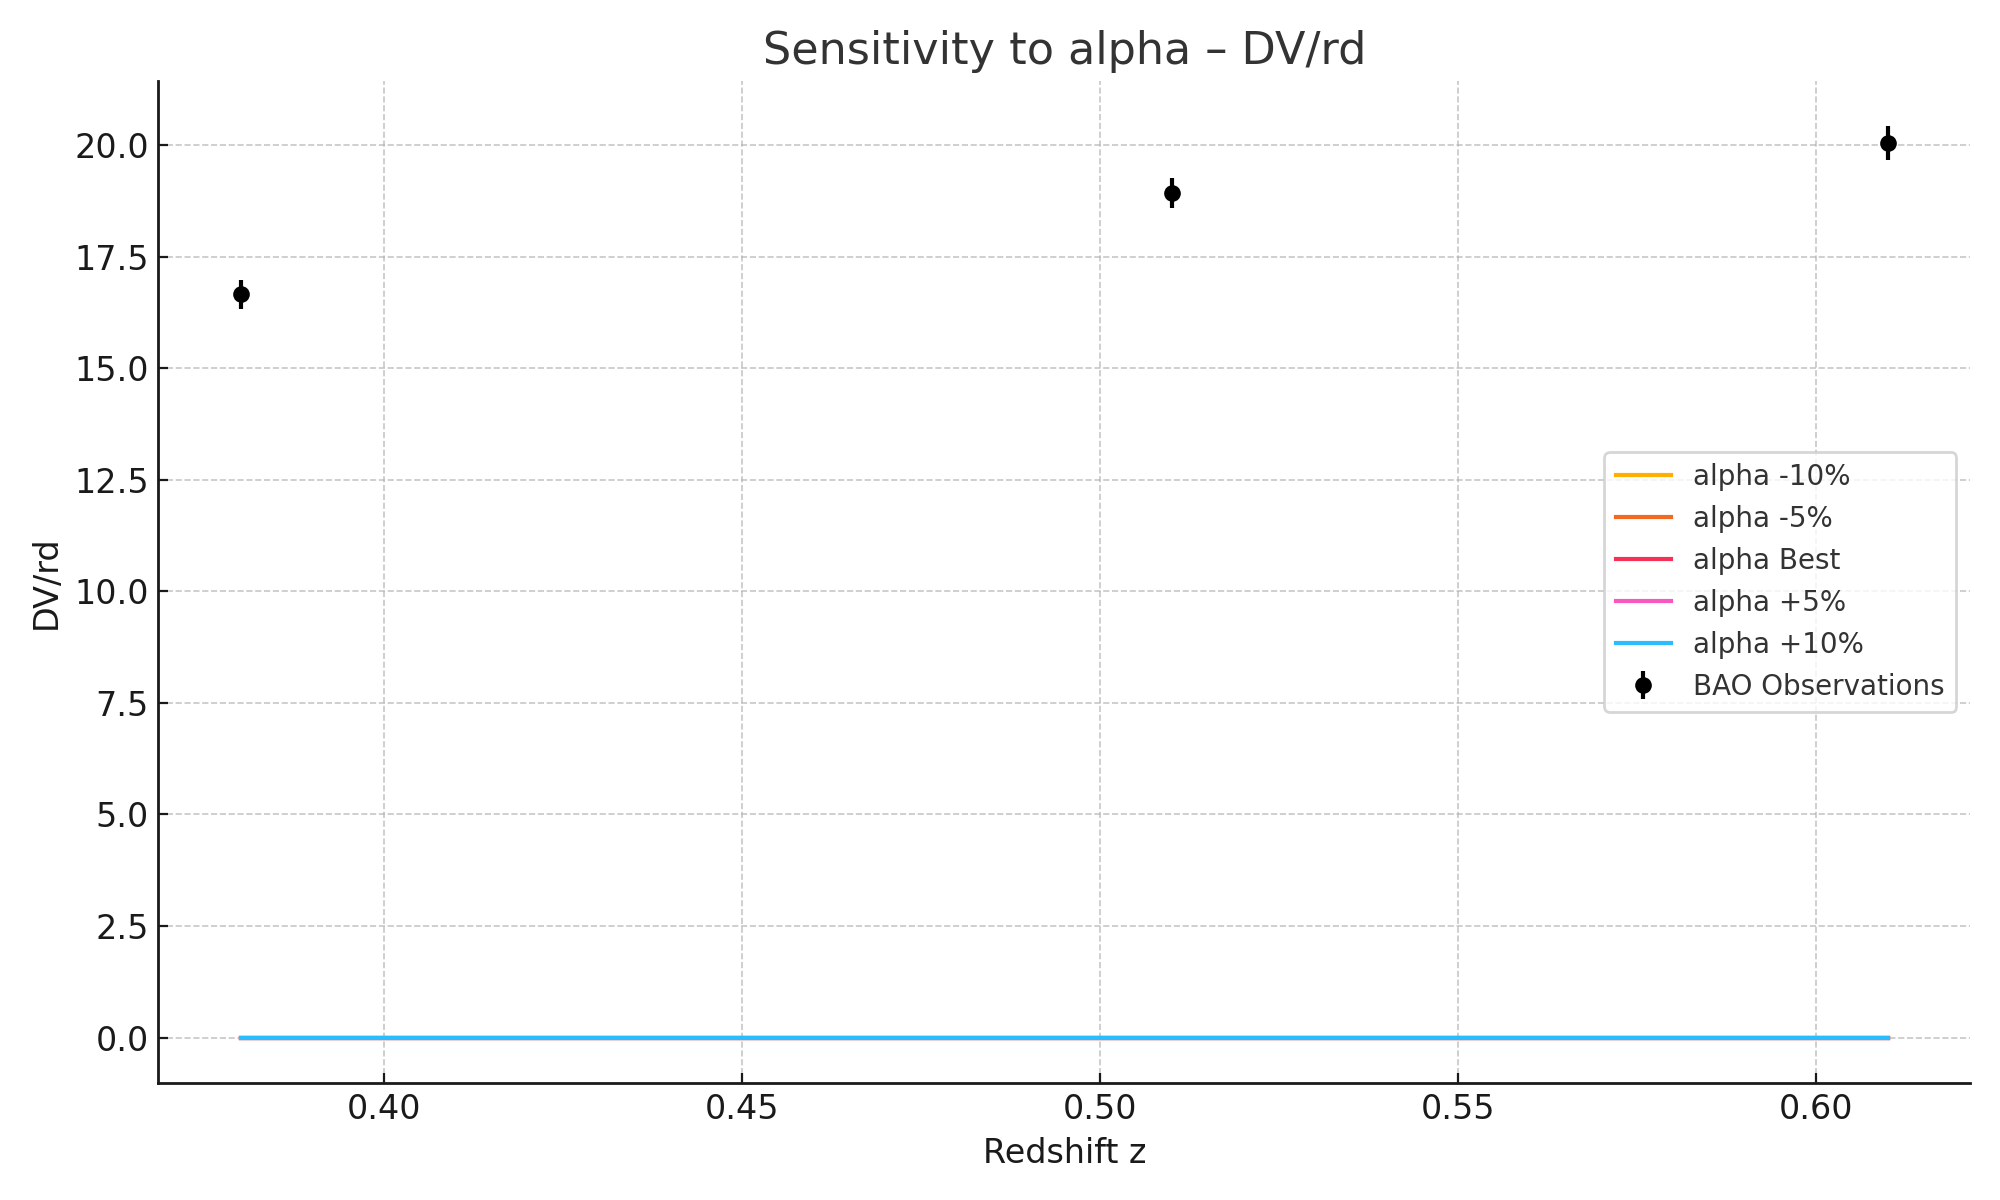 Sensitivity to alpha – DV/rd
DV/rd
20.0
17.5
15.0
12.5
10.0
7.5
5.0
2.5
0.0
alpha -10%
alpha -5%
alpha Best
alpha +5%
alpha +10%
BAO Observations
0.40 0.45 0.50 0.55 0.60
Redshift z